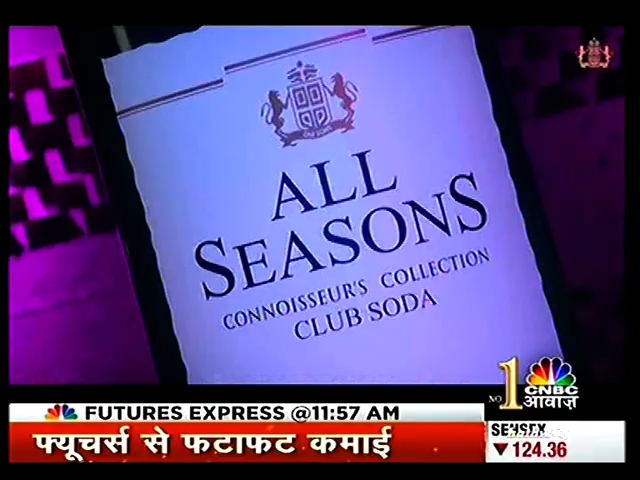 ALL
SEASONS
CONNOISSEUR'S COLLECTION
CLUB SODA
NO 1
CNBC
आवाज़
FUTURES EXPRESS @11:57 AM
फ्यूचर्स से फटाफट कमाई
SENSEX
▼124.36